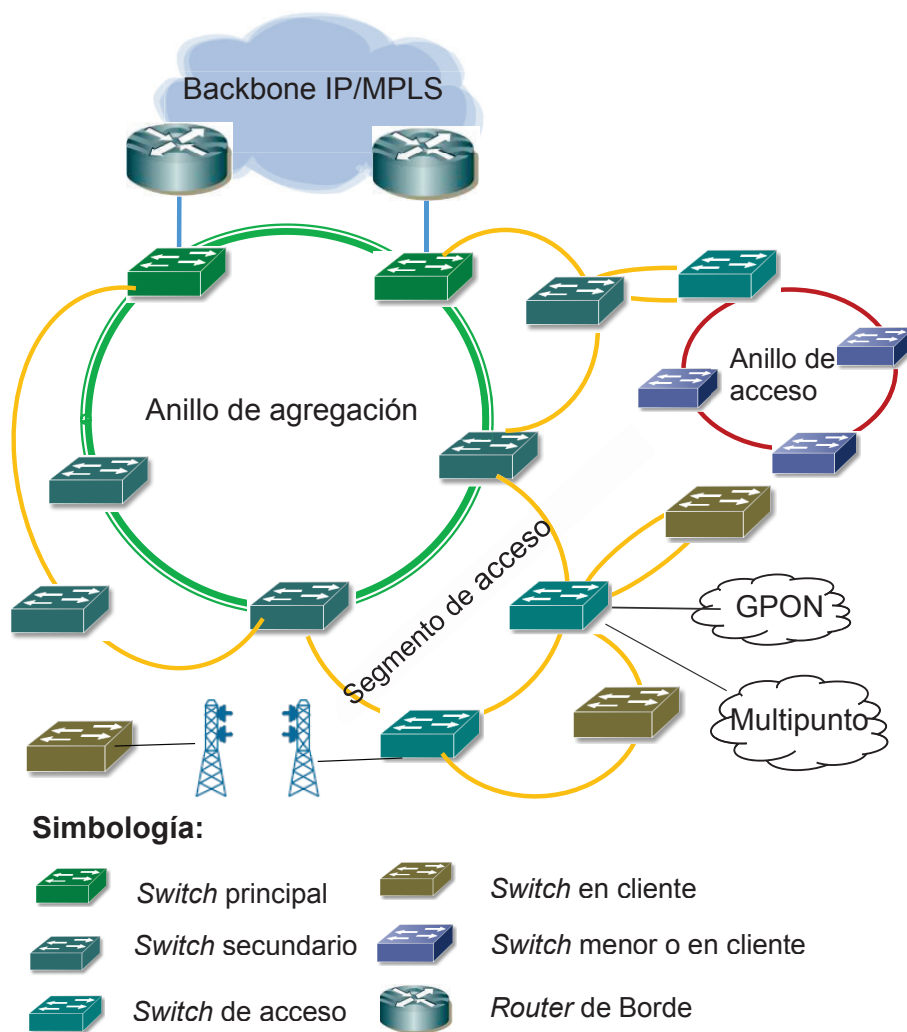 Backbone IP/MPLS
Anillo de agregación
Anillo de
acceso
Segmento de acceso
GPON
Multipunto
Simbología:
Switch principal
Switch secundario
Switch de acceso
Switch en cliente
Switch menor o en cliente
Router de Borde